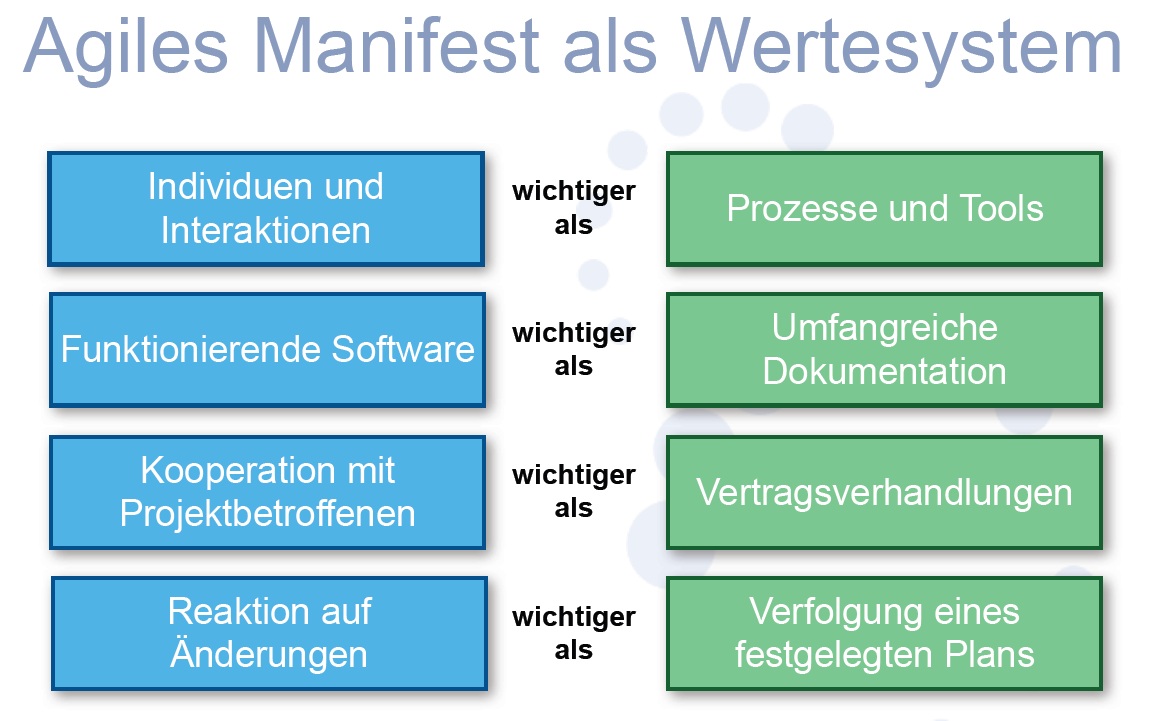 Agiles Manifest als Wertesystem
Individuen und
Interaktionen
wichtiger
als
Prozesse und Tools
Funktionierende Software
wichtiger
als
Umfangreiche
Dokumentation
Kooperation mit
Projektbetroffenen
wichtiger
als
Vertragsverhandlungen
Reaktion auf
Änderungen
wichtiger
als
Verfolgung eines
festgelegten Plans